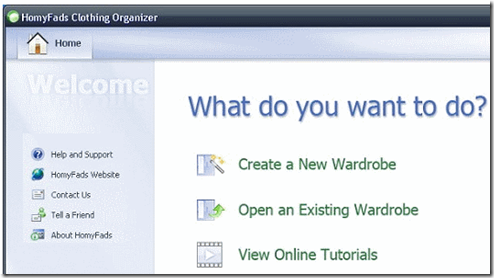 HomyFads Clothing Organizer
Home
Welcome
Help and Support
HomyFads Website
Contact Us
Tell a Friend
About HomyFads
What do you want to do?
Create a New Wardrobe
Open an Existing Wardrobe
View Online Tutorials